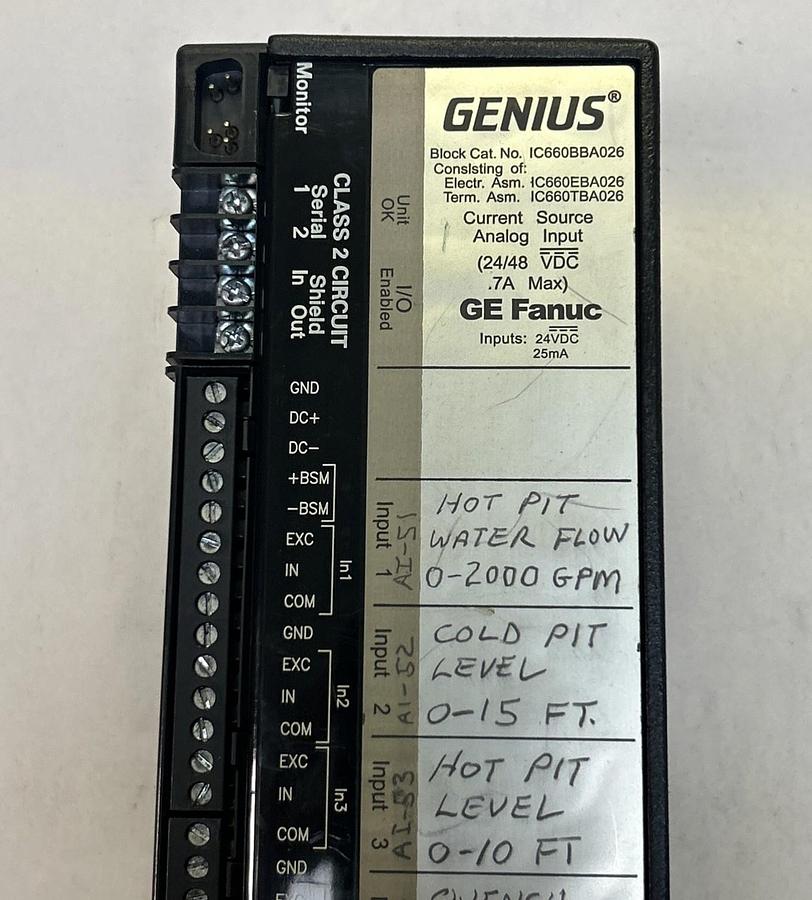 Monitor
CLASS 2 CIRCUIT
Serial Shield
1 2 In Out
GND
DC+
DC−
+BSM
−BSM
EXC
IN
COM
In1
GND
EXC
IN
COM
In2
EXC
IN
COM
In3
GND
EXC
Unit
OK
I/O
Enabled
GENIUS®
Block Cat. No. IC660BBA026
Consisting of:
Electr. Asm. IC660EBA026
Term. Asm. IC660TBA026
Current Source
Analog Input
(24/48 VDC
.7A Max)
GE Fanuc
Inputs: 24VDC
25mA
Input 1
AI-51
HOT PIT
WATER FLOW
0-2000 GPM
Input 2
AI-52
COLD PIT
LEVEL
0-15 FT.
Input 3
AI-53
HOT PIT
LEVEL
0-10 FT